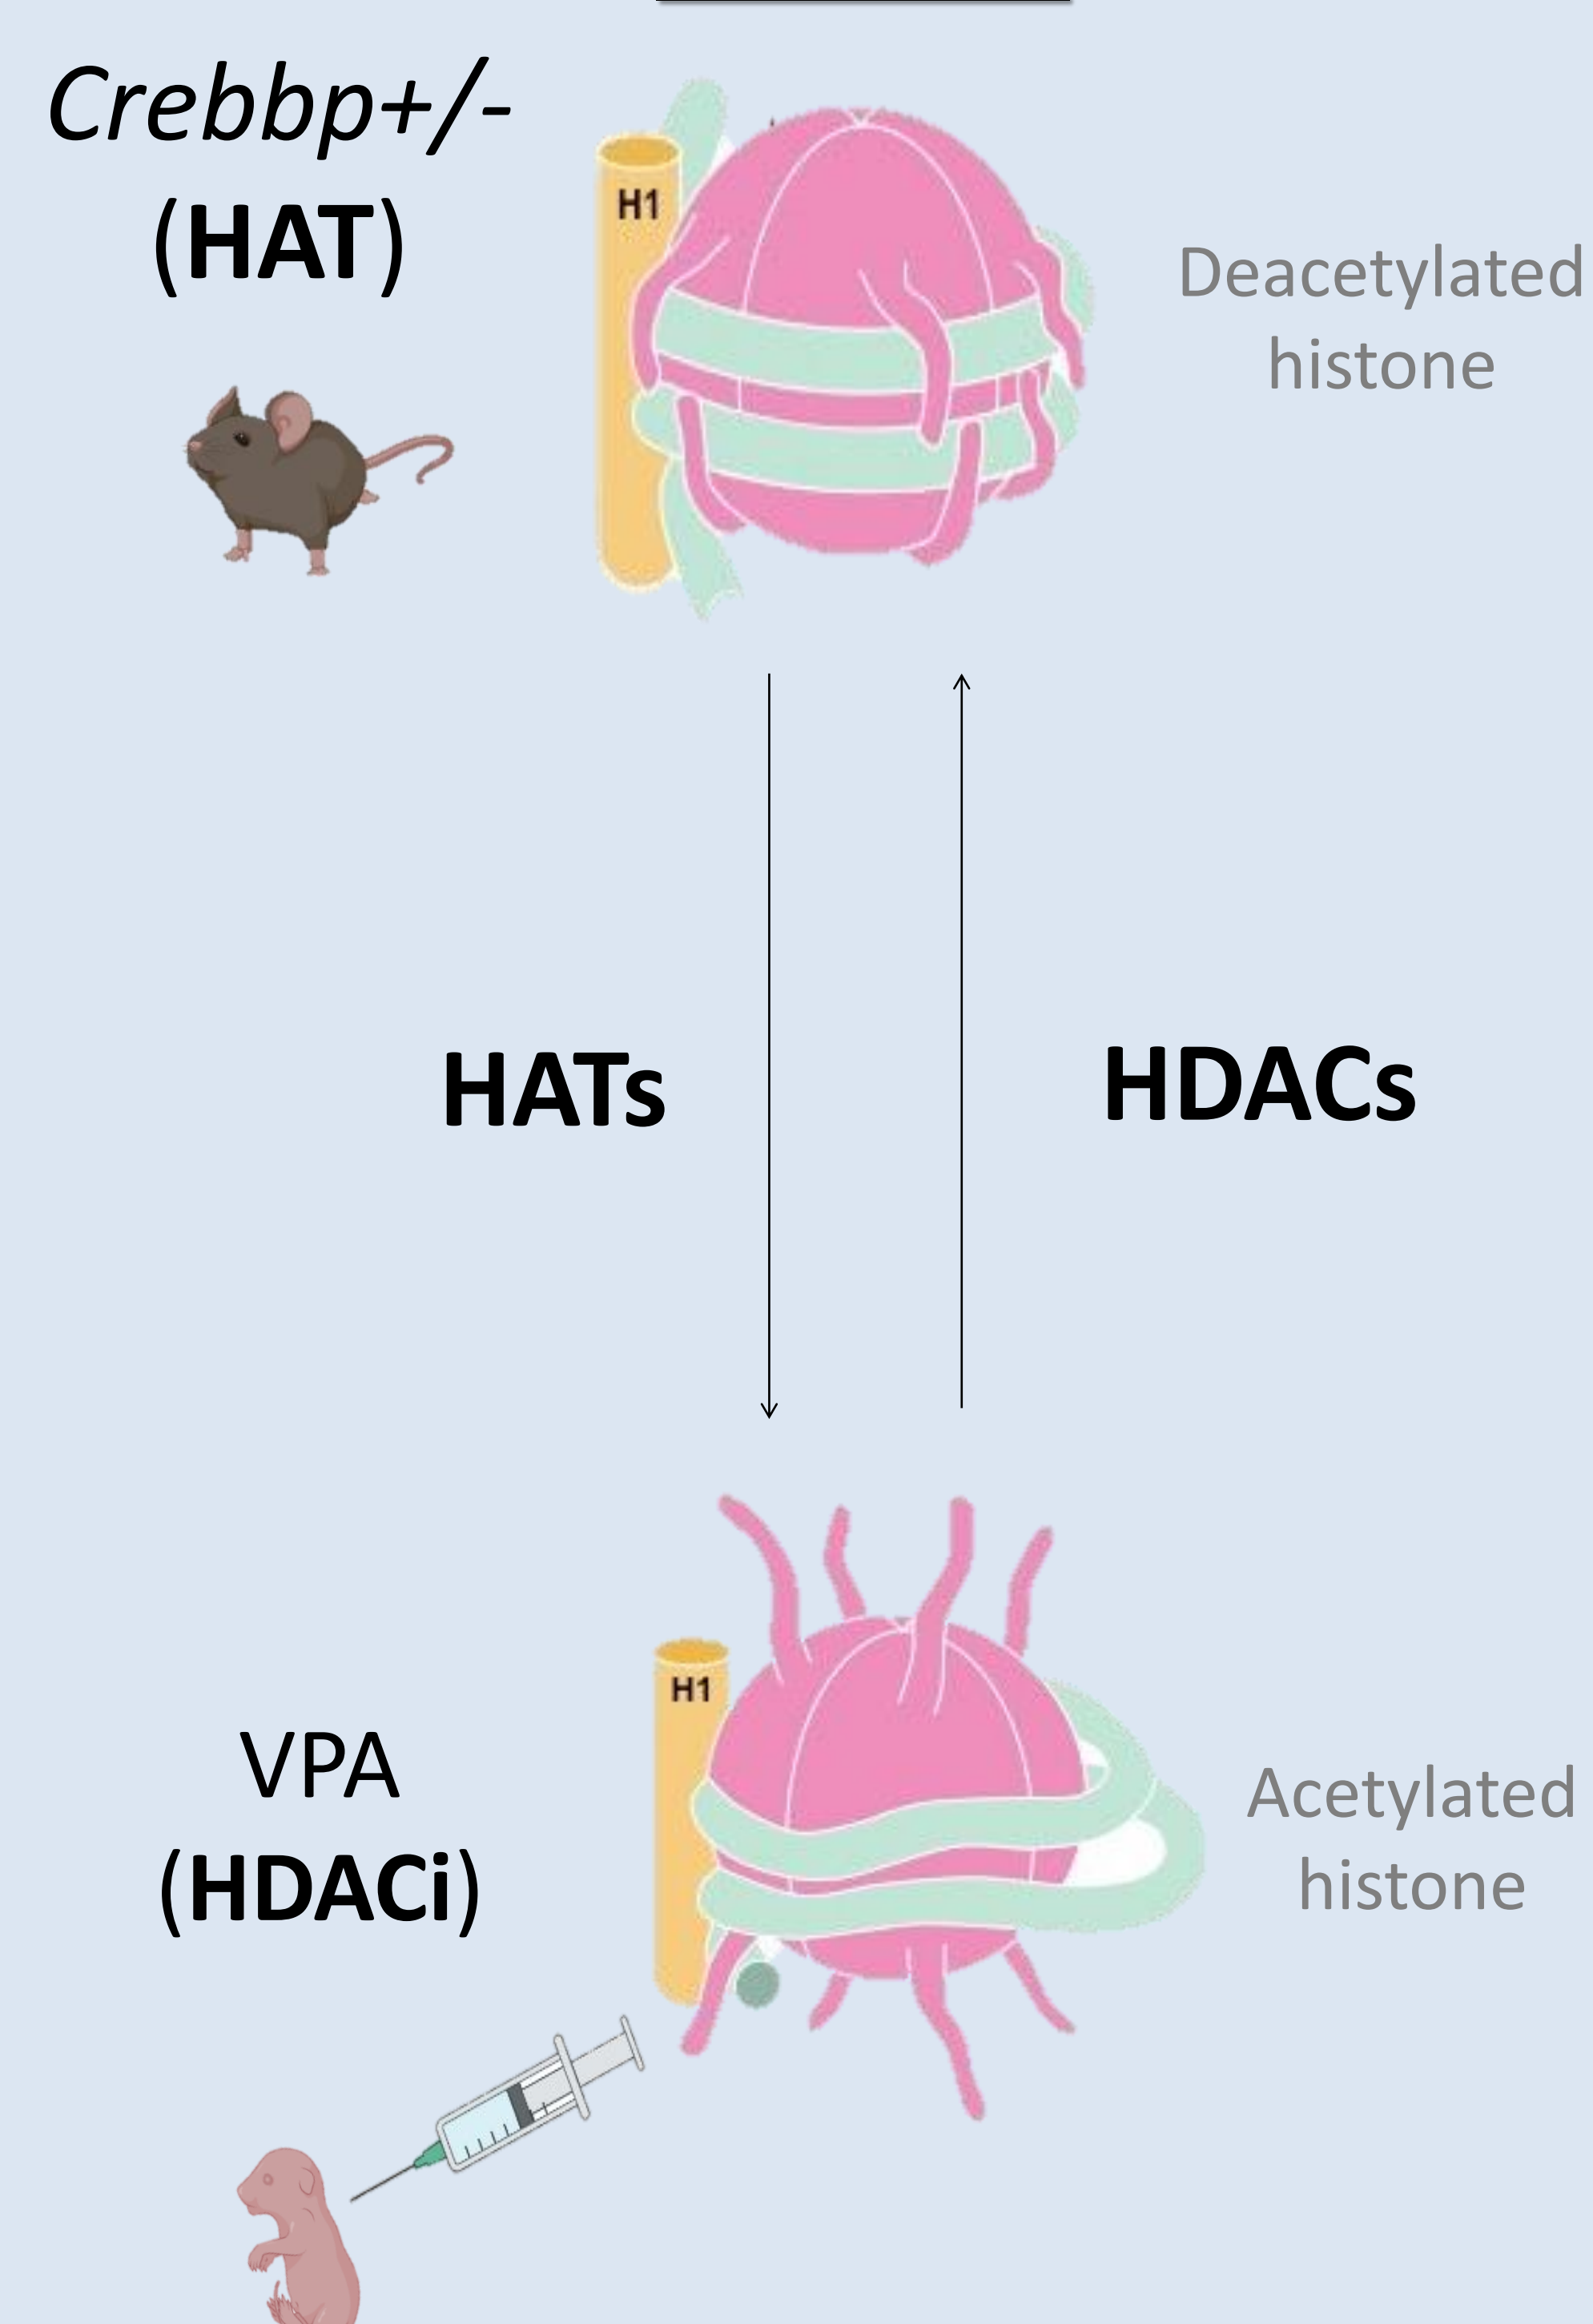 Crebbp+/-
(HAT)
H1
Deacetylated
histone
HATs
HDACs
H1
VPA
(HDACi)
Acetylated
histone